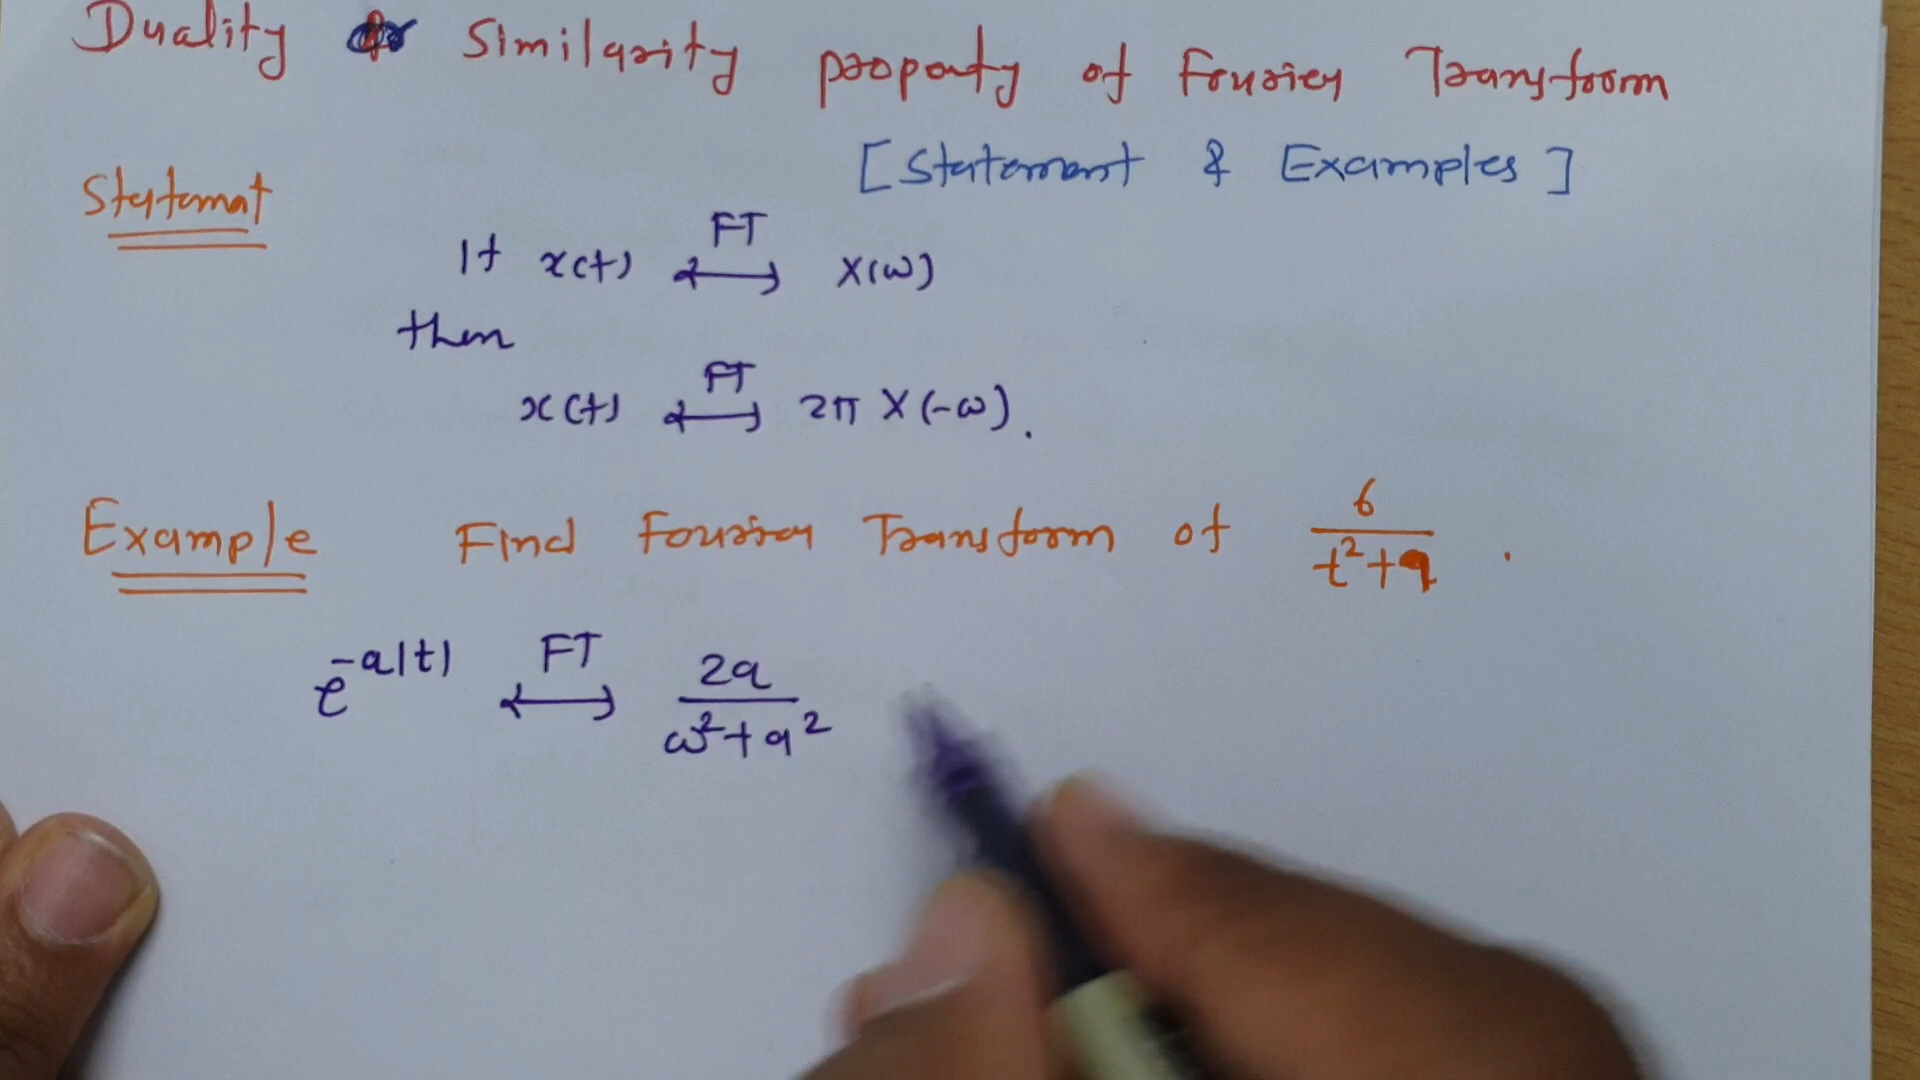 Duality or Similarity property of Fourier Transform
[Statement & Examples]
Statement
If x(t) <-FT-> X(ω)
then
x(t) <-FT-> 2π X(-ω).
Example Find Fourier Transform of 6/(t²+9).
e^(-a|t|) <-FT-> 2a/(ω²+a²)